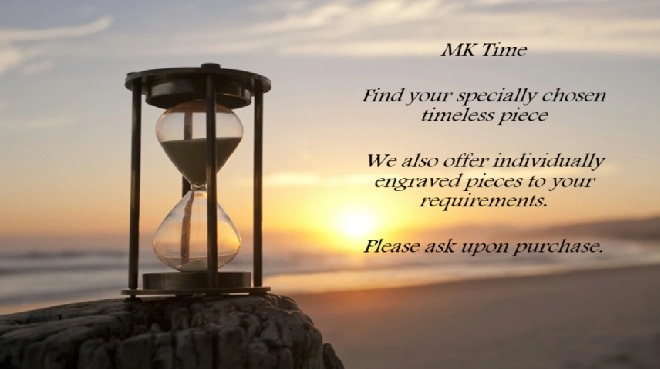 MK Time
Find your specially chosen
timeless piece
We also offer individually
engraved pieces to your
requirements.
Please ask upon purchase.